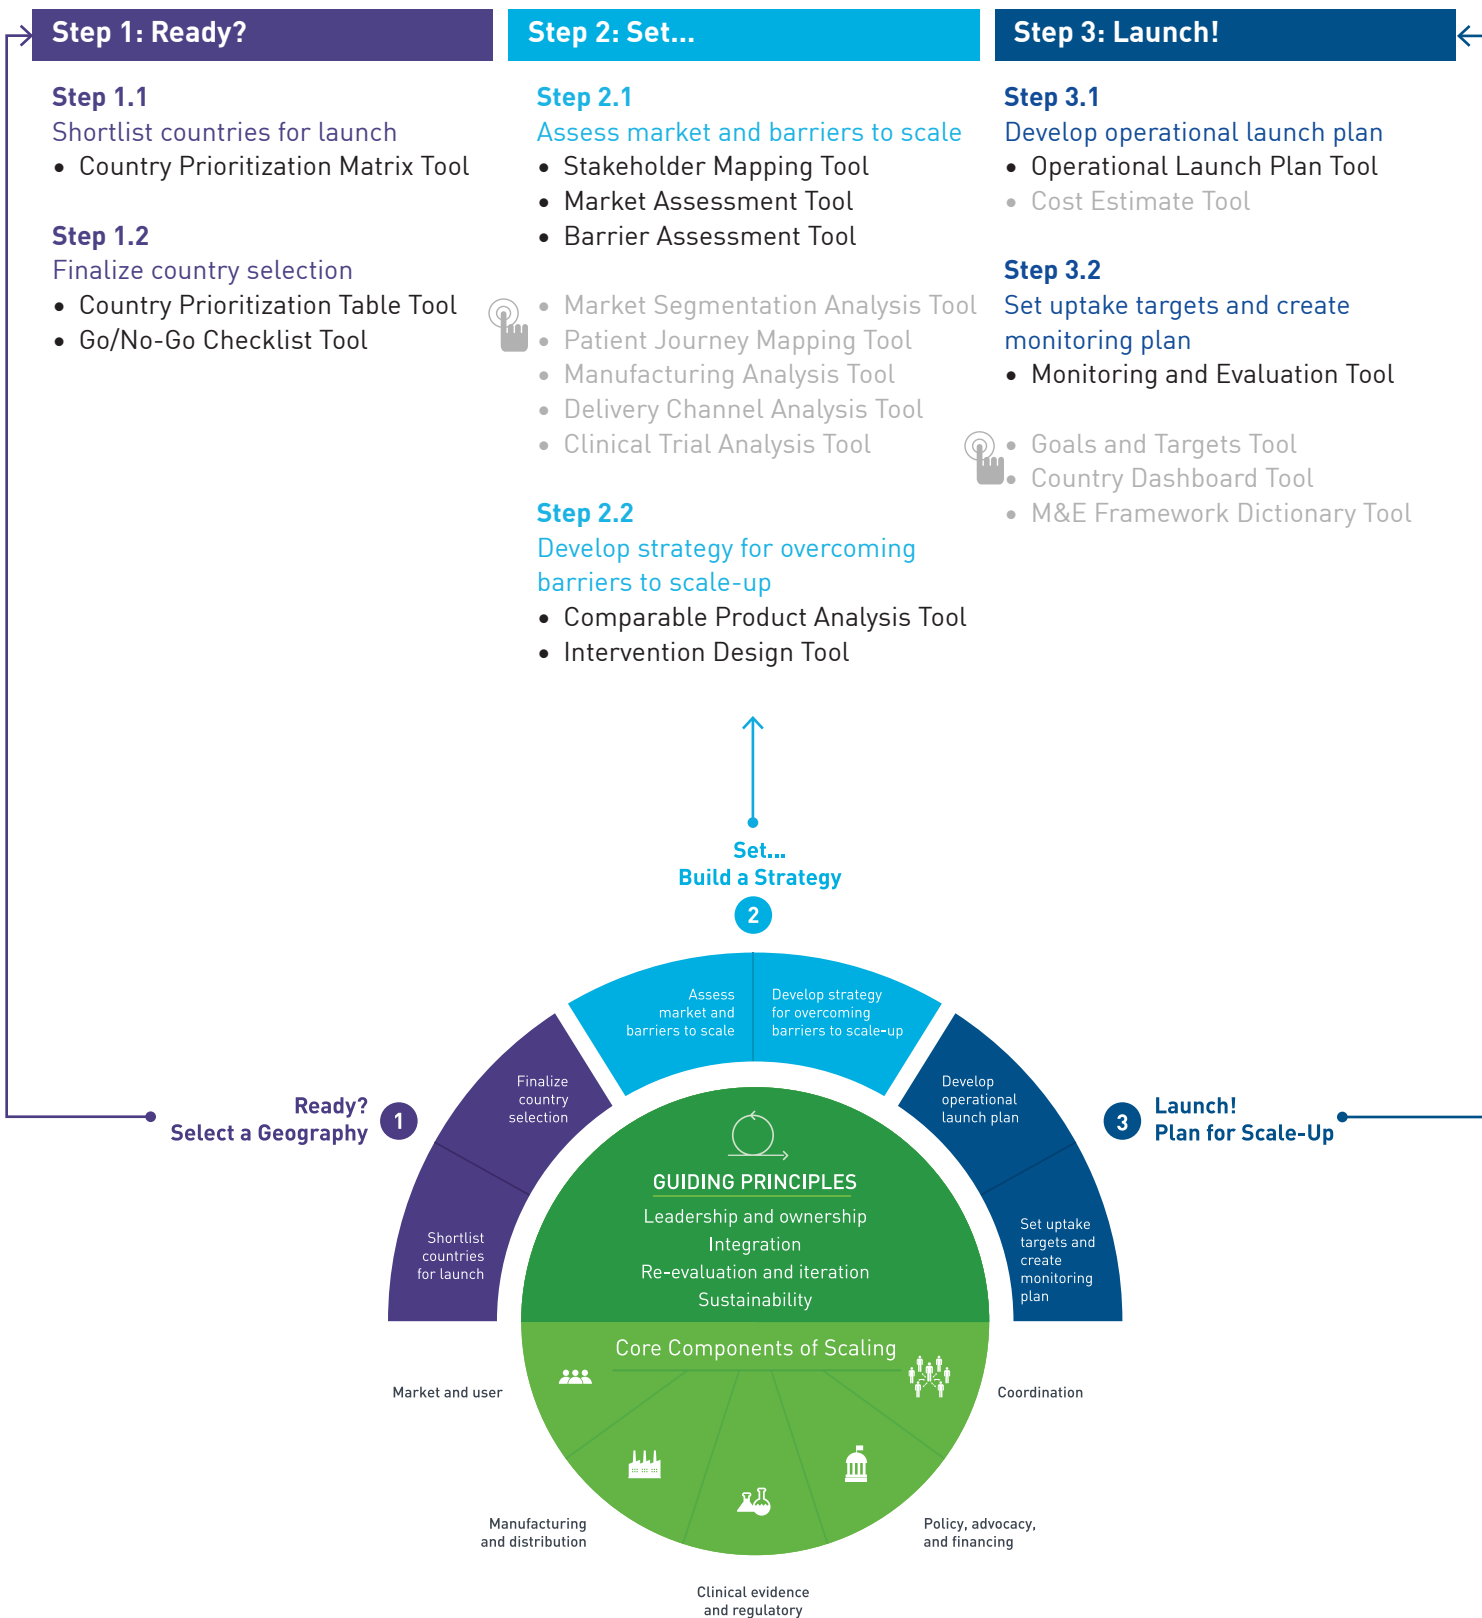 Step 1: Ready?
Step 1.1
Shortlist countries for launch
• Country Prioritization Matrix Tool
Step 1.2
Finalize country selection
• Country Prioritization Table Tool
• Go/No-Go Checklist Tool
Step 2: Set...
Step 2.1
Assess market and barriers to scale
• Stakeholder Mapping Tool
• Market Assessment Tool
• Barrier Assessment Tool
• Market Segmentation Analysis Tool
• Patient Journey Mapping Tool
• Manufacturing Analysis Tool
• Delivery Channel Analysis Tool
• Clinical Trial Analysis Tool
Step 2.2
Develop strategy for overcoming
barriers to scale-up
• Comparable Product Analysis Tool
• Intervention Design Tool
Step 3: Launch!
Step 3.1
Develop operational launch plan
• Operational Launch Plan Tool
• Cost Estimate Tool
Step 3.2
Set uptake targets and create
monitoring plan
• Monitoring and Evaluation Tool
• Goals and Targets Tool
• Country Dashboard Tool
• M&E Framework Dictionary Tool
Set...
Build a Strategy
2
Ready?
Select a Geography
1
Shortlist
countries
for launch
Finalize
country
selection
Assess
market and
barriers to scale
Develop strategy
for overcoming
barriers to scale-up
Develop
operational
launch plan
Set uptake
targets and
create
monitoring
plan
3
Launch!
Plan for Scale-Up
GUIDING PRINCIPLES
Leadership and ownership
Integration
Re-evaluation and iteration
Sustainability
Core Components of Scaling
Market and user
Manufacturing
and distribution
Clinical evidence
and regulatory
Policy, advocacy,
and financing
Coordination